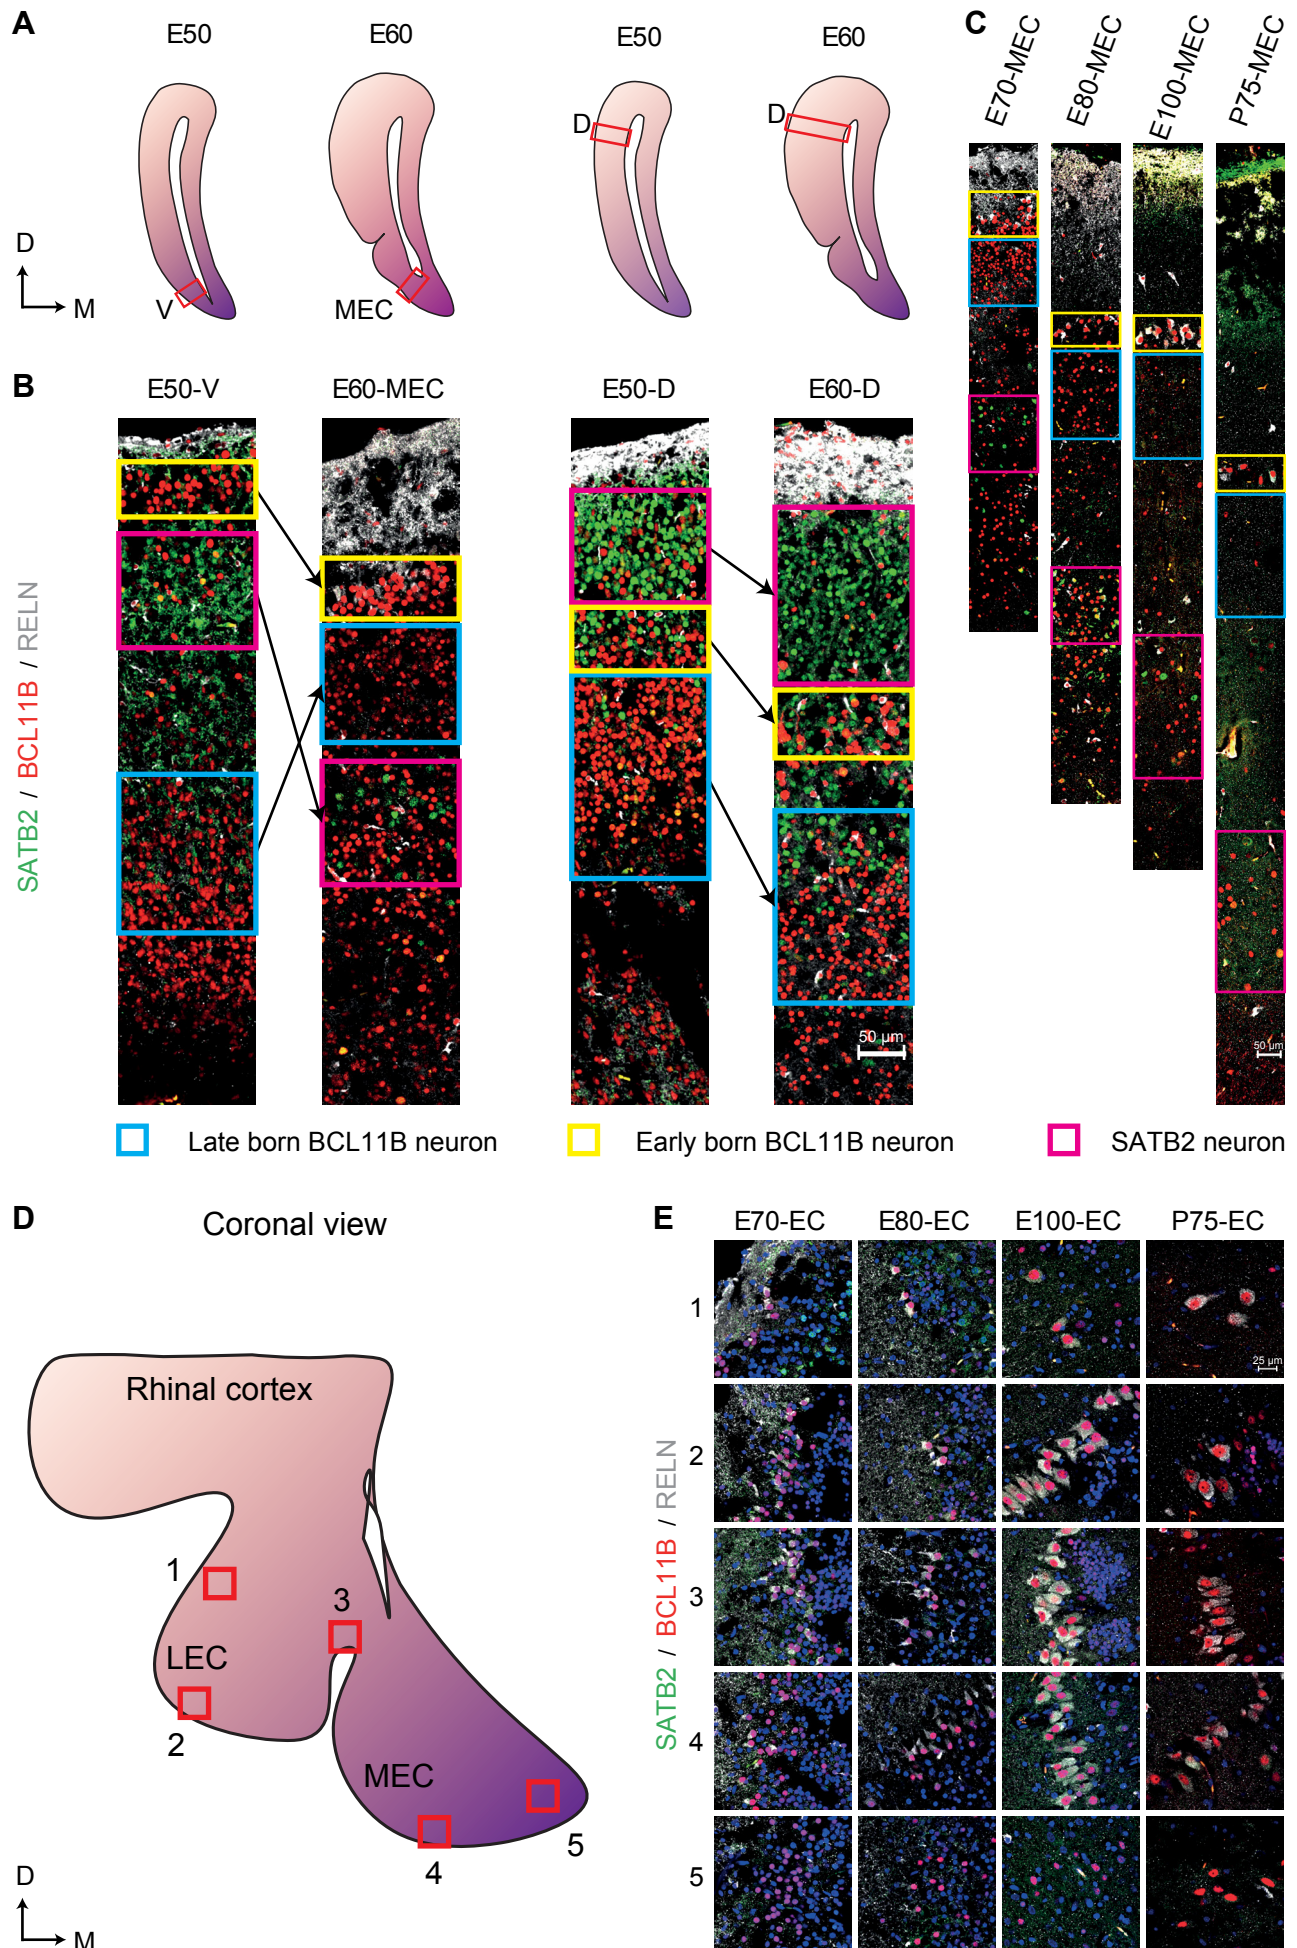 A
E50
E60
E50
E60
D
D
V
MEC
D
M
C
E70-MEC
E80-MEC
E100-MEC
P75-MEC
50 µm
B
E50-V
E60-MEC
E50-D
E60-D
SATB2 / BCL11B / RELN
50 µm
Late born BCL11B neuron
Early born BCL11B neuron
SATB2 neuron
D
Coronal view
Rhinal cortex
1
3
LEC
2
MEC
4
5
D
M
E
E70-EC
E80-EC
E100-EC
P75-EC
1
25 µm
2
3
4
5
SATB2 / BCL11B / RELN